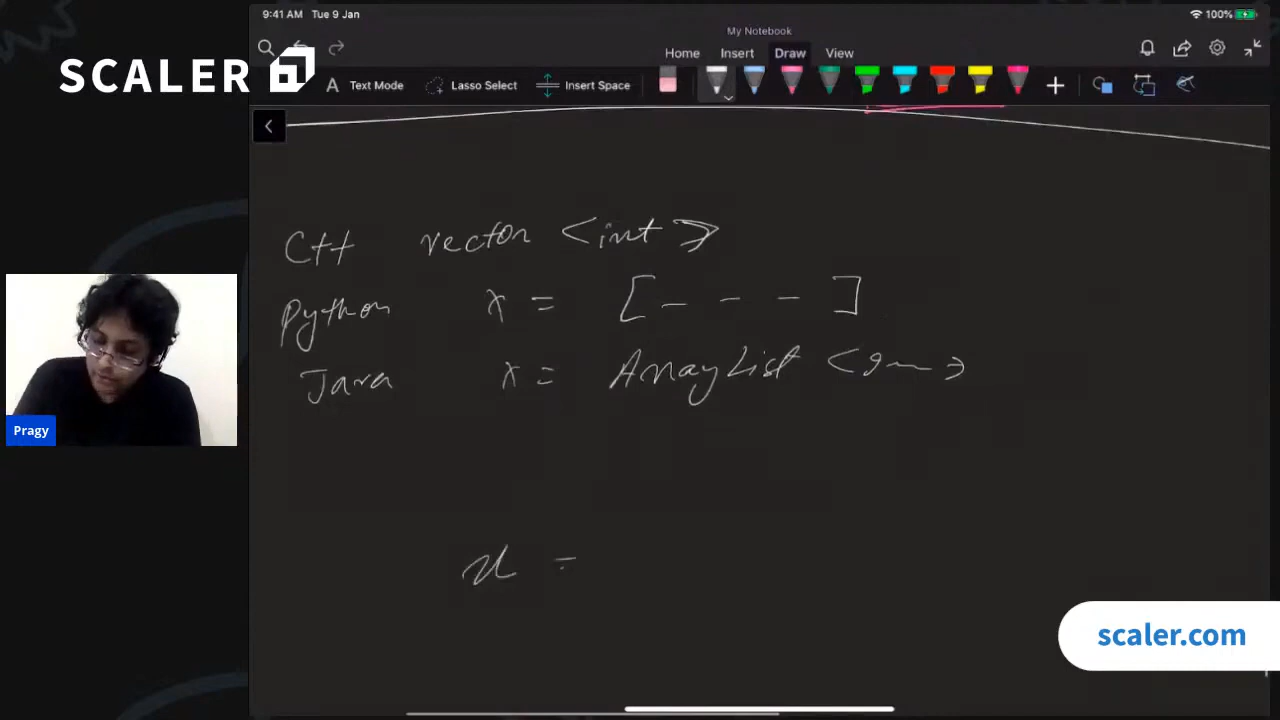 9:41 AM Tue 9 Jan
100%
My Notebook
SCALER
Home Insert Draw View
Text Mode Lasso Select Insert Space
C++ vector <int>
Python x = [ - - - ]
Java x = ArrayList <
Pragy
x =
scaler.com